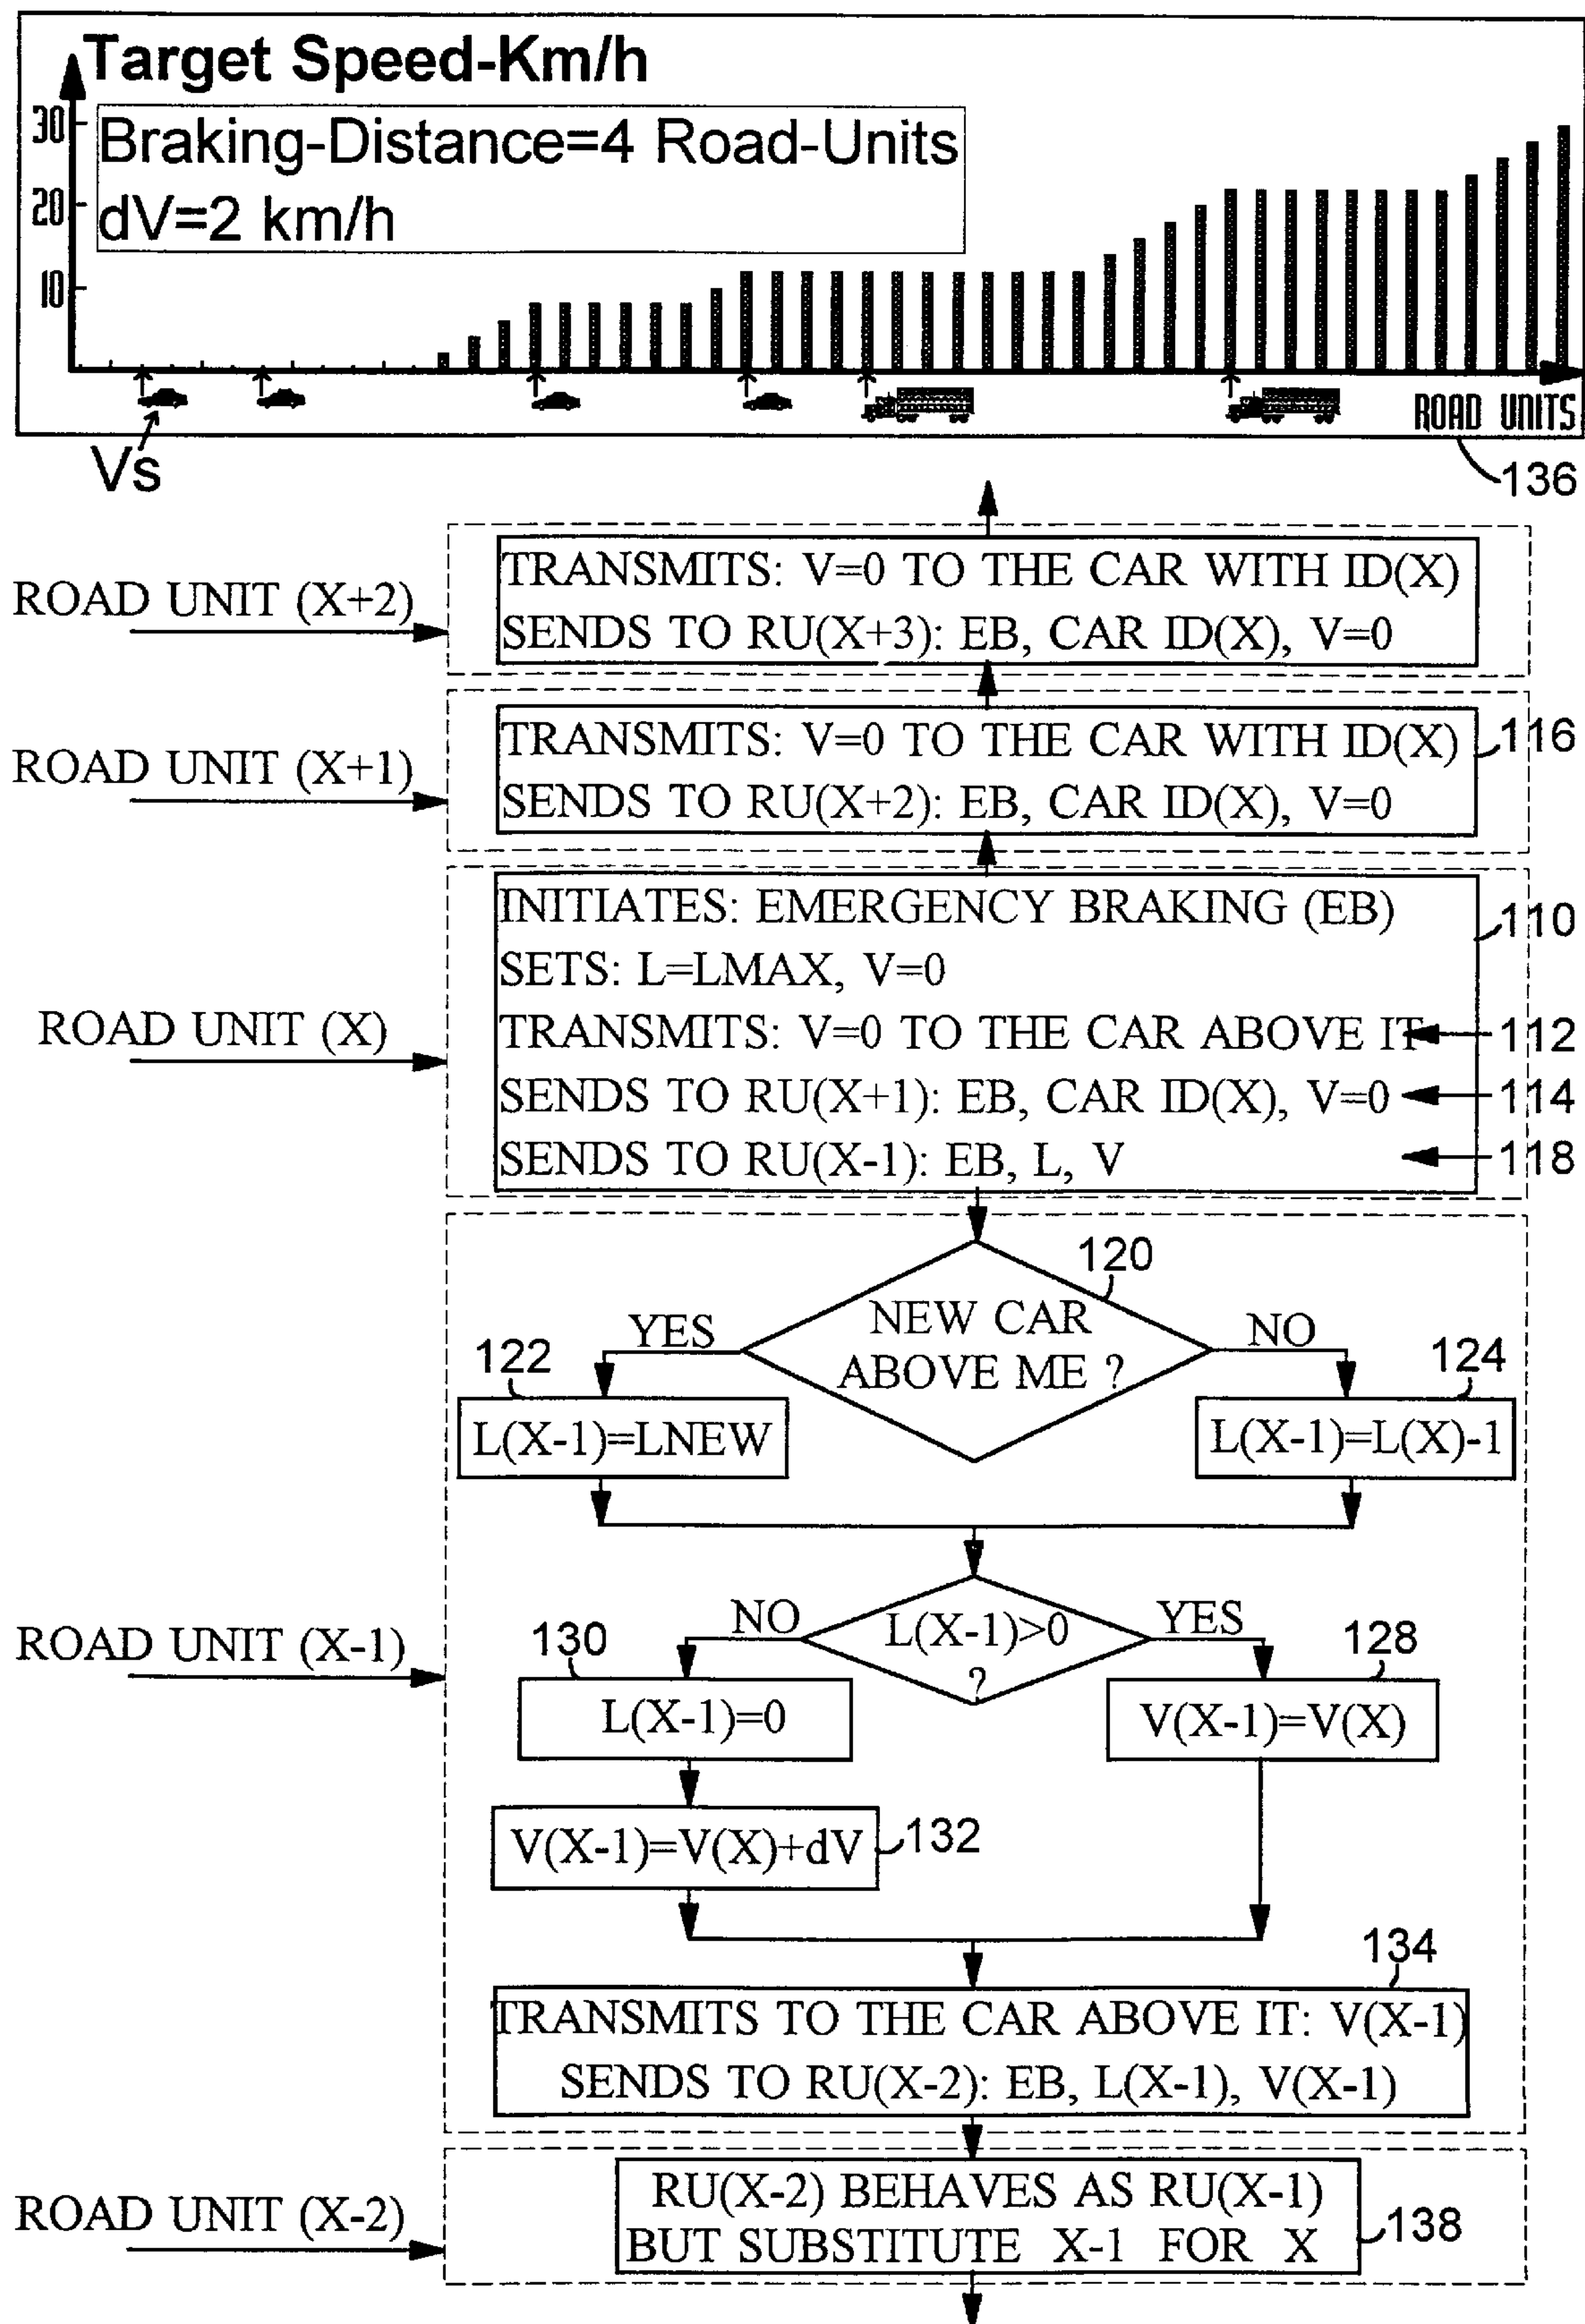 Target Speed-Km/h
30
Braking-Distance=4 Road-Units
20
dV=2 km/h
10
ROAD UNITS
Vs
136
TRANSMITS: V=0 TO THE CAR WITH ID(X)
ROAD UNIT (X+2)
SENDS TO RU(X+3): EB, CAR ID(X), V=0
TRANSMITS: V=0 TO THE CAR WITH ID(X)
116
ROAD UNIT (X+1)
SENDS TO RU(X+2): EB, CAR ID(X), V=0
INITIATES: EMERGENCY BRAKING (EB)
110
SETS: L=LMAX, V=0
ROAD UNIT (X)
TRANSMITS: V=0 TO THE CAR ABOVE IT
112
SENDS TO RU(X+1): EB, CAR ID(X), V=0
114
SENDS TO RU(X-1): EB, L, V
118
120
NEW CAR
ABOVE ME ?
YES
NO
122
124
L(X-1)=LNEW
L(X-1)=L(X)-1
ROAD UNIT (X-1)
L(X-1)>0
?
NO
YES
130
128
L(X-1)=0
V(X-1)=V(X)
V(X-1)=V(X)+dV
132
134
TRANSMITS TO THE CAR ABOVE IT: V(X-1)
SENDS TO RU(X-2): EB, L(X-1), V(X-1)
ROAD UNIT (X-2)
RU(X-2) BEHAVES AS RU(X-1)
BUT SUBSTITUTE X-1 FOR X
138